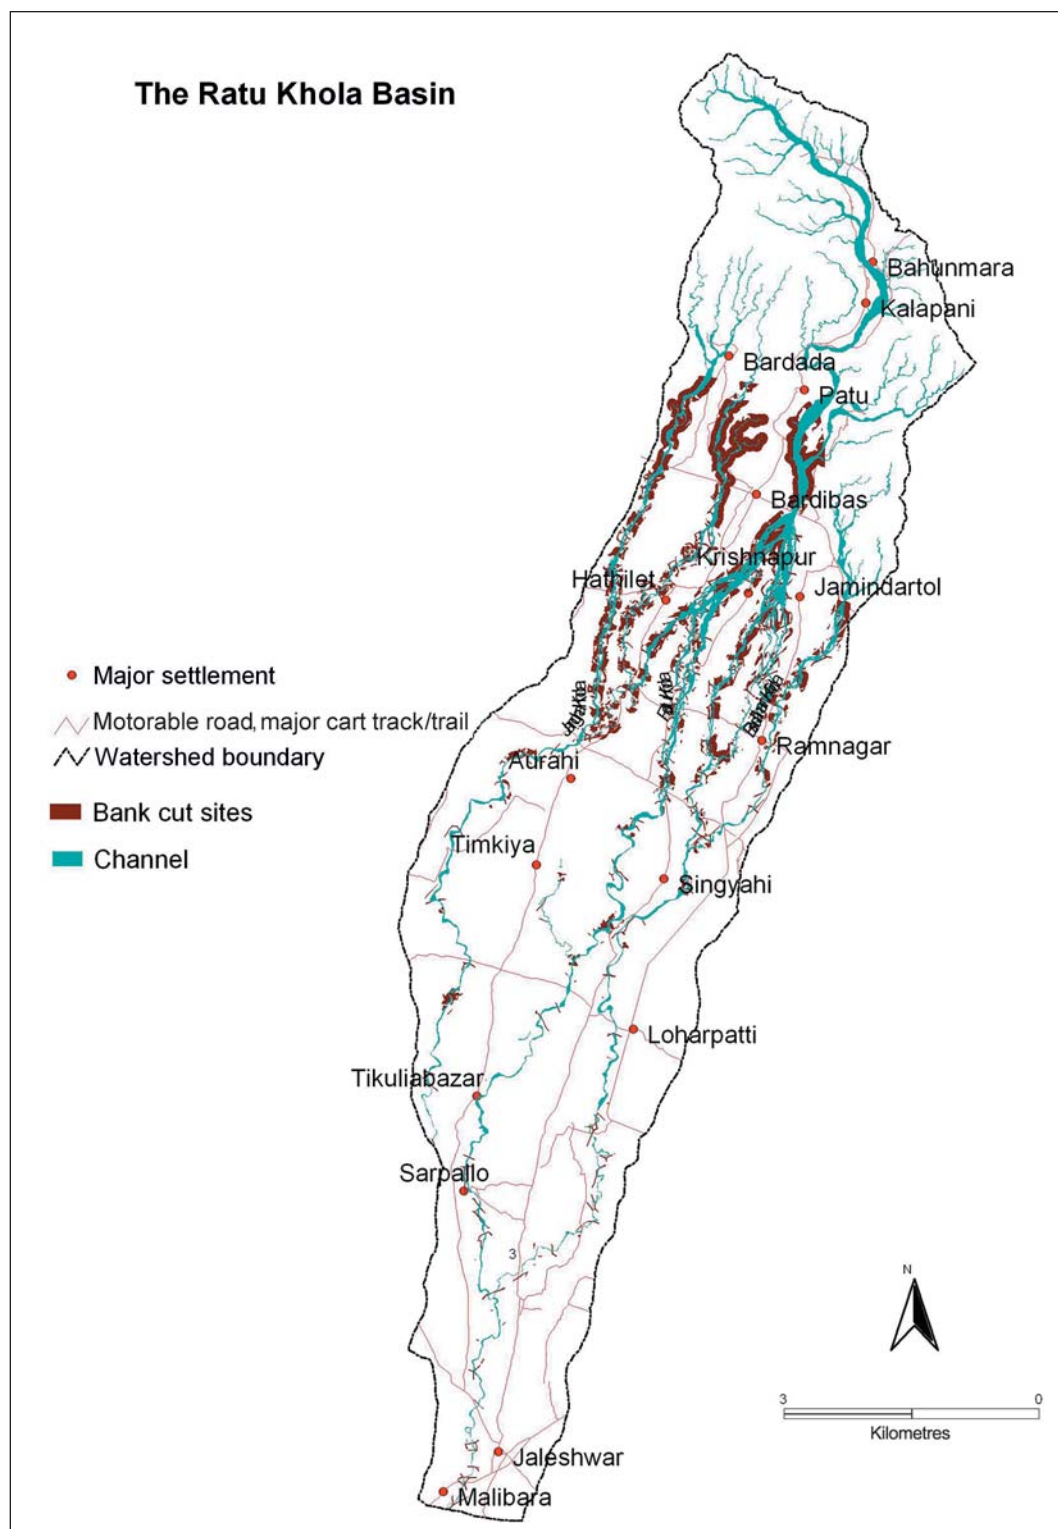 The Ratu Khola Basin
Bahunmara
Kalapani
Bardada
Patu
Bardibas
Krishnapur
Hathilet
Jamindartol
Major settlement
Motorable road, major cart track/trail
Ramnagar
Watershed boundary
Aurahi
Bank cut sites
Timkiya
Channel
Singyahi
Loharpatti
Tikuliabazar
Sarpallo
3
N
3 0
Kilometres
Jaleshwar
Malibara